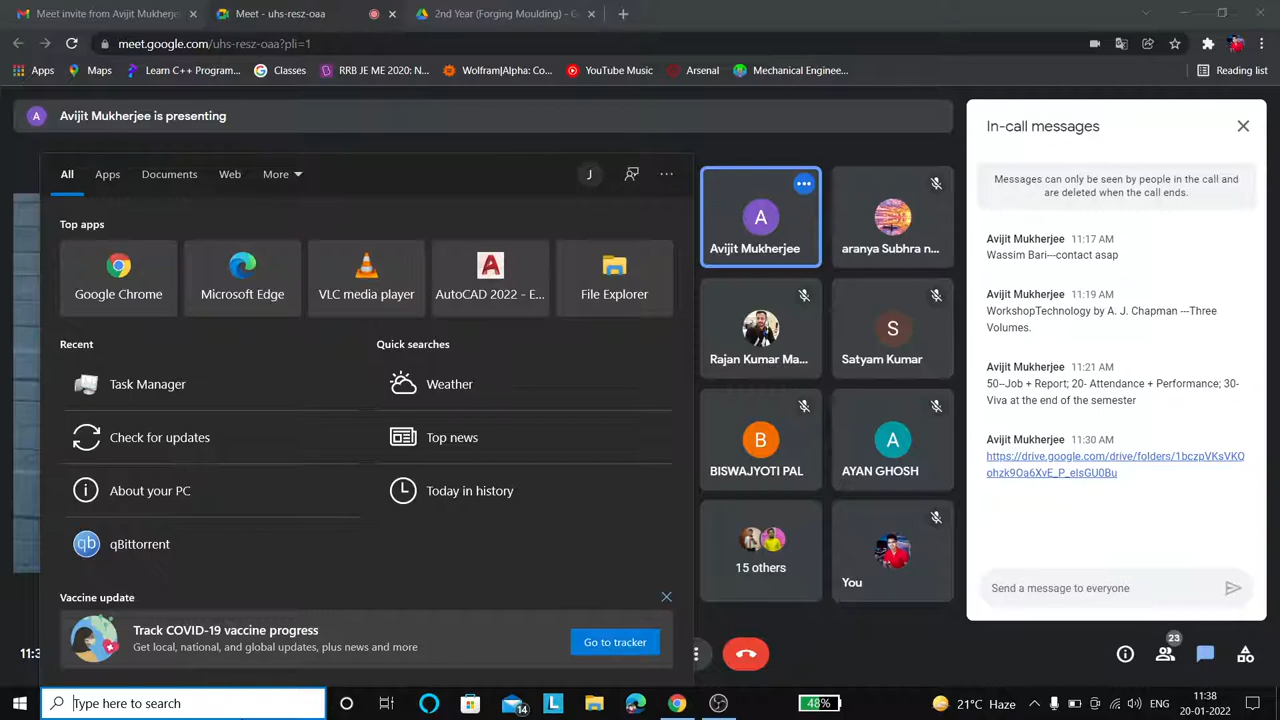 Meet invite from Avijit Mukherje
Meet - uhs-resz-oaa
2nd Year (Forging Moulding) - G
meet.google.com/uhs-resz-oaa?pli=1
Apps
Maps
Learn C++ Program...
Classes
RRB JE ME 2020: N...
Wolfram|Alpha: Co...
YouTube Music
Arsenal
Mechanical Enginee...
Reading list
A
Avijit Mukherjee is presenting
All
Apps
Documents
Web
More
J
Top apps
Google Chrome
Microsoft Edge
VLC media player
AutoCAD 2022 - E...
File Explorer
Recent
Task Manager
Check for updates
About your PC
qb
qBittorrent
Quick searches
Weather
Top news
Today in history
Vaccine update
Track COVID-19 vaccine progress
Get local, national, and global updates, plus news and more
Go to tracker
A
Avijit Mukherjee
aranya Subhra n...
Rajan Kumar Ma...
S
Satyam Kumar
B
BISWAJYOTI PAL
A
AYAN GHOSH
15 others
You
In-call messages
Messages can only be seen by people in the call and
are deleted when the call ends.
Avijit Mukherjee 11:17 AM
Wassim Bari---contact asap
Avijit Mukherjee 11:19 AM
WorkshopTechnology by A. J. Chapman ---Three
Volumes.
Avijit Mukherjee 11:21 AM
50--Job + Report; 20- Attendance + Performance; 30-
Viva at the end of the semester
Avijit Mukherjee 11:30 AM
https://drive.google.com/drive/folders/1bczpVKsVKQ
ohzk9Oa6XvE_P_eIsGU0Bu
Send a message to everyone
23
11:3
Type here to search
14
L
48%
21°C Haze
ENG
11:38
20-01-2022